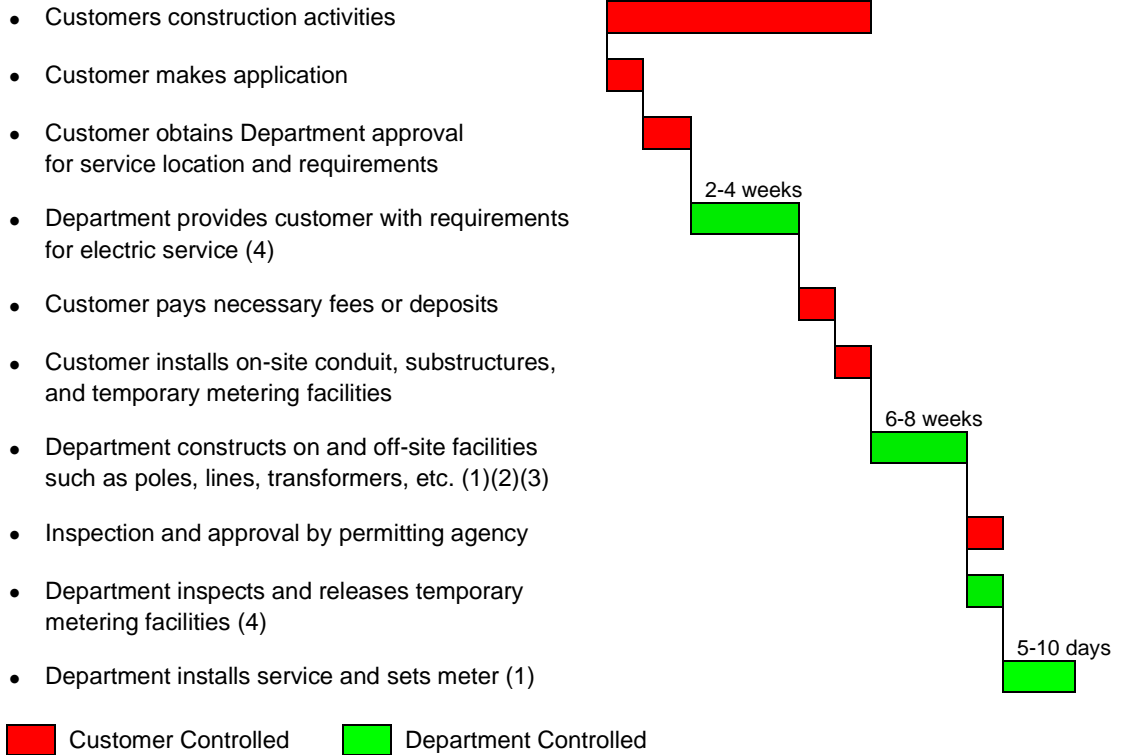 • Customers construction activities
• Customer makes application
• Customer obtains Department approval
for service location and requirements
2-4 weeks
• Department provides customer with requirements
for electric service (4)
• Customer pays necessary fees or deposits
• Customer installs on-site conduit, substructures,
and temporary metering facilities
6-8 weeks
• Department constructs on and off-site facilities
such as poles, lines, transformers, etc. (1)(2)(3)
• Inspection and approval by permitting agency
• Department inspects and releases temporary
metering facilities (4)
5-10 days
• Department installs service and sets meter (1)
Customer Controlled
Department Controlled